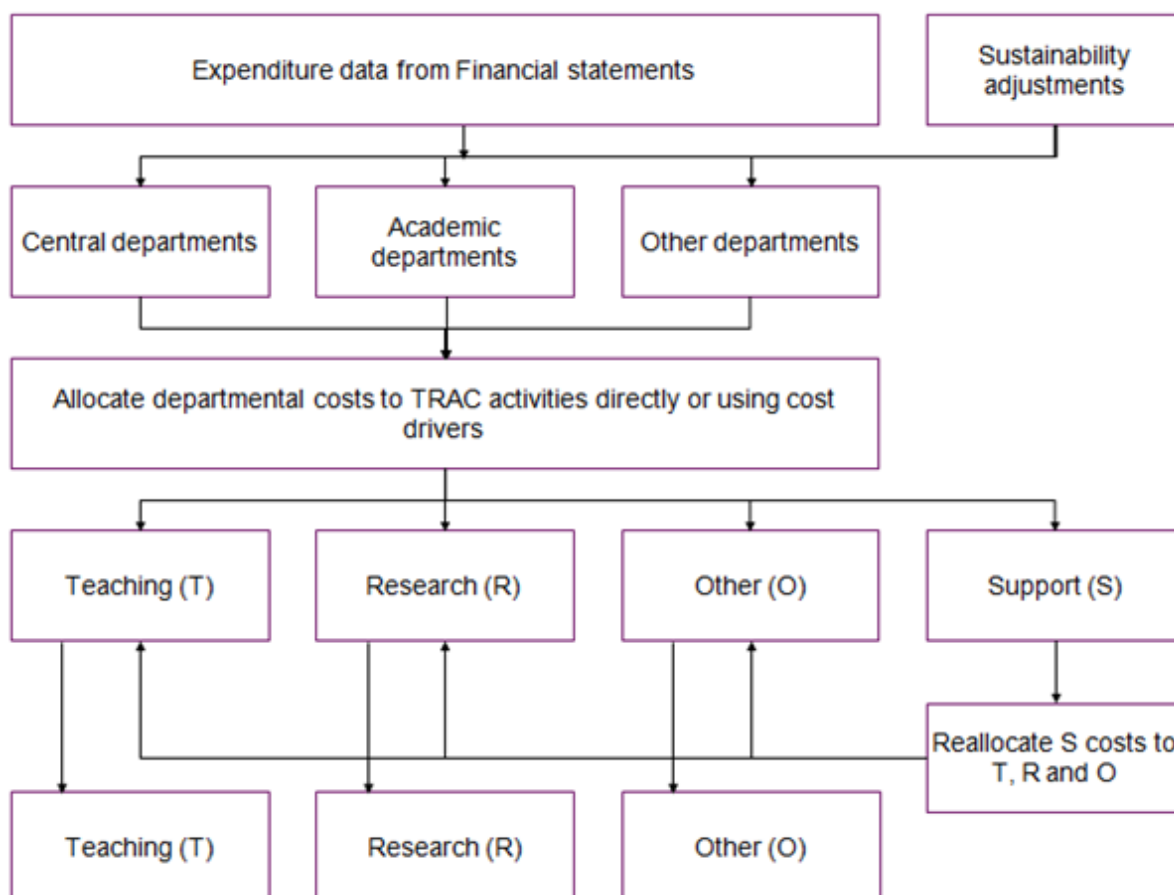 Expenditure data from Financial statements
Sustainability
adjustments
Central departments
Academic
departments
Other departments
Allocate departmental costs to TRAC activities directly or using cost
drivers
Teaching (T)
Research (R)
Other (O)
Support (S)
Reallocate S costs to
T, R and O
Teaching (T)
Research (R)
Other (O)